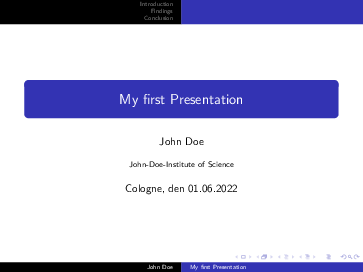 Introduction
Findings
Conclusion
My first Presentation
John Doe
John-Doe-Institute of Science
Cologne, den 01.06.2022
John Doe My first Presentation